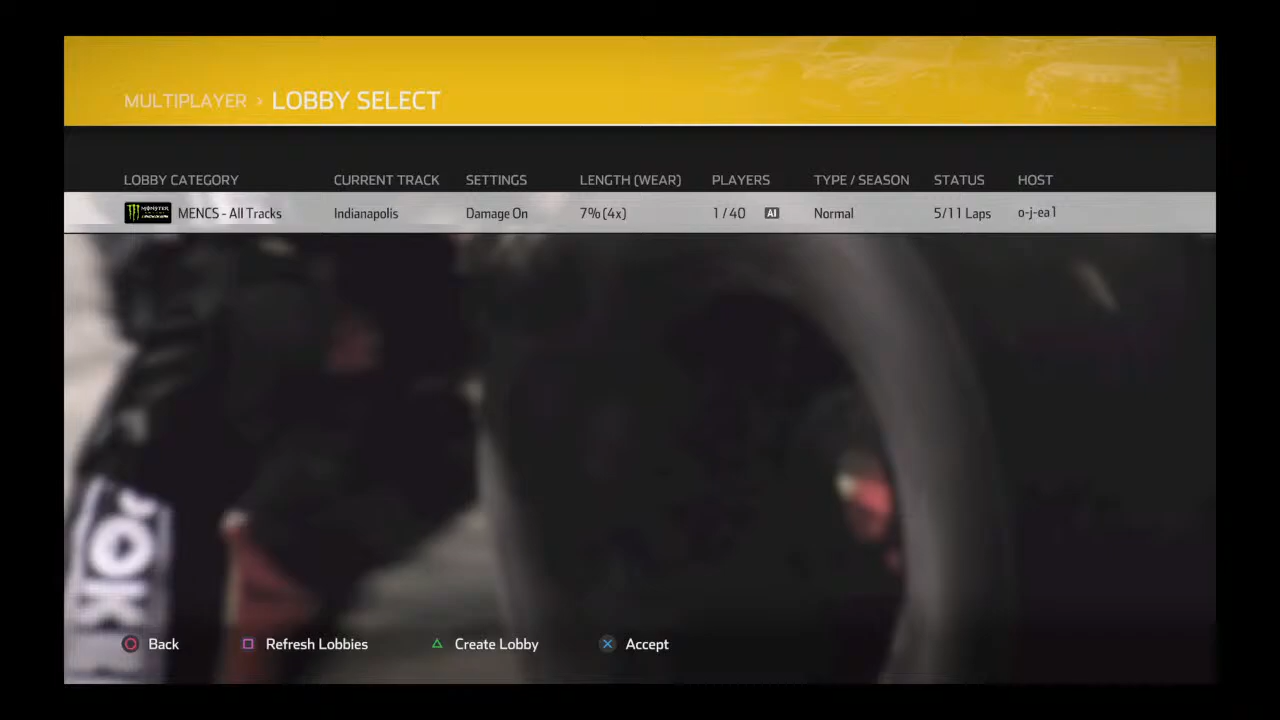 MULTIPLAYER › LOBBY SELECT
LOBBY CATEGORY CURRENT TRACK SETTINGS LENGTH (WEAR) PLAYERS TYPE / SEASON STATUS HOST
MONSTER MENCS - All Tracks Indianapolis Damage On 7% (4x) 1 / 40 AI Normal 5/11 Laps o-j-ea1
Back Refresh Lobbies Create Lobby Accept